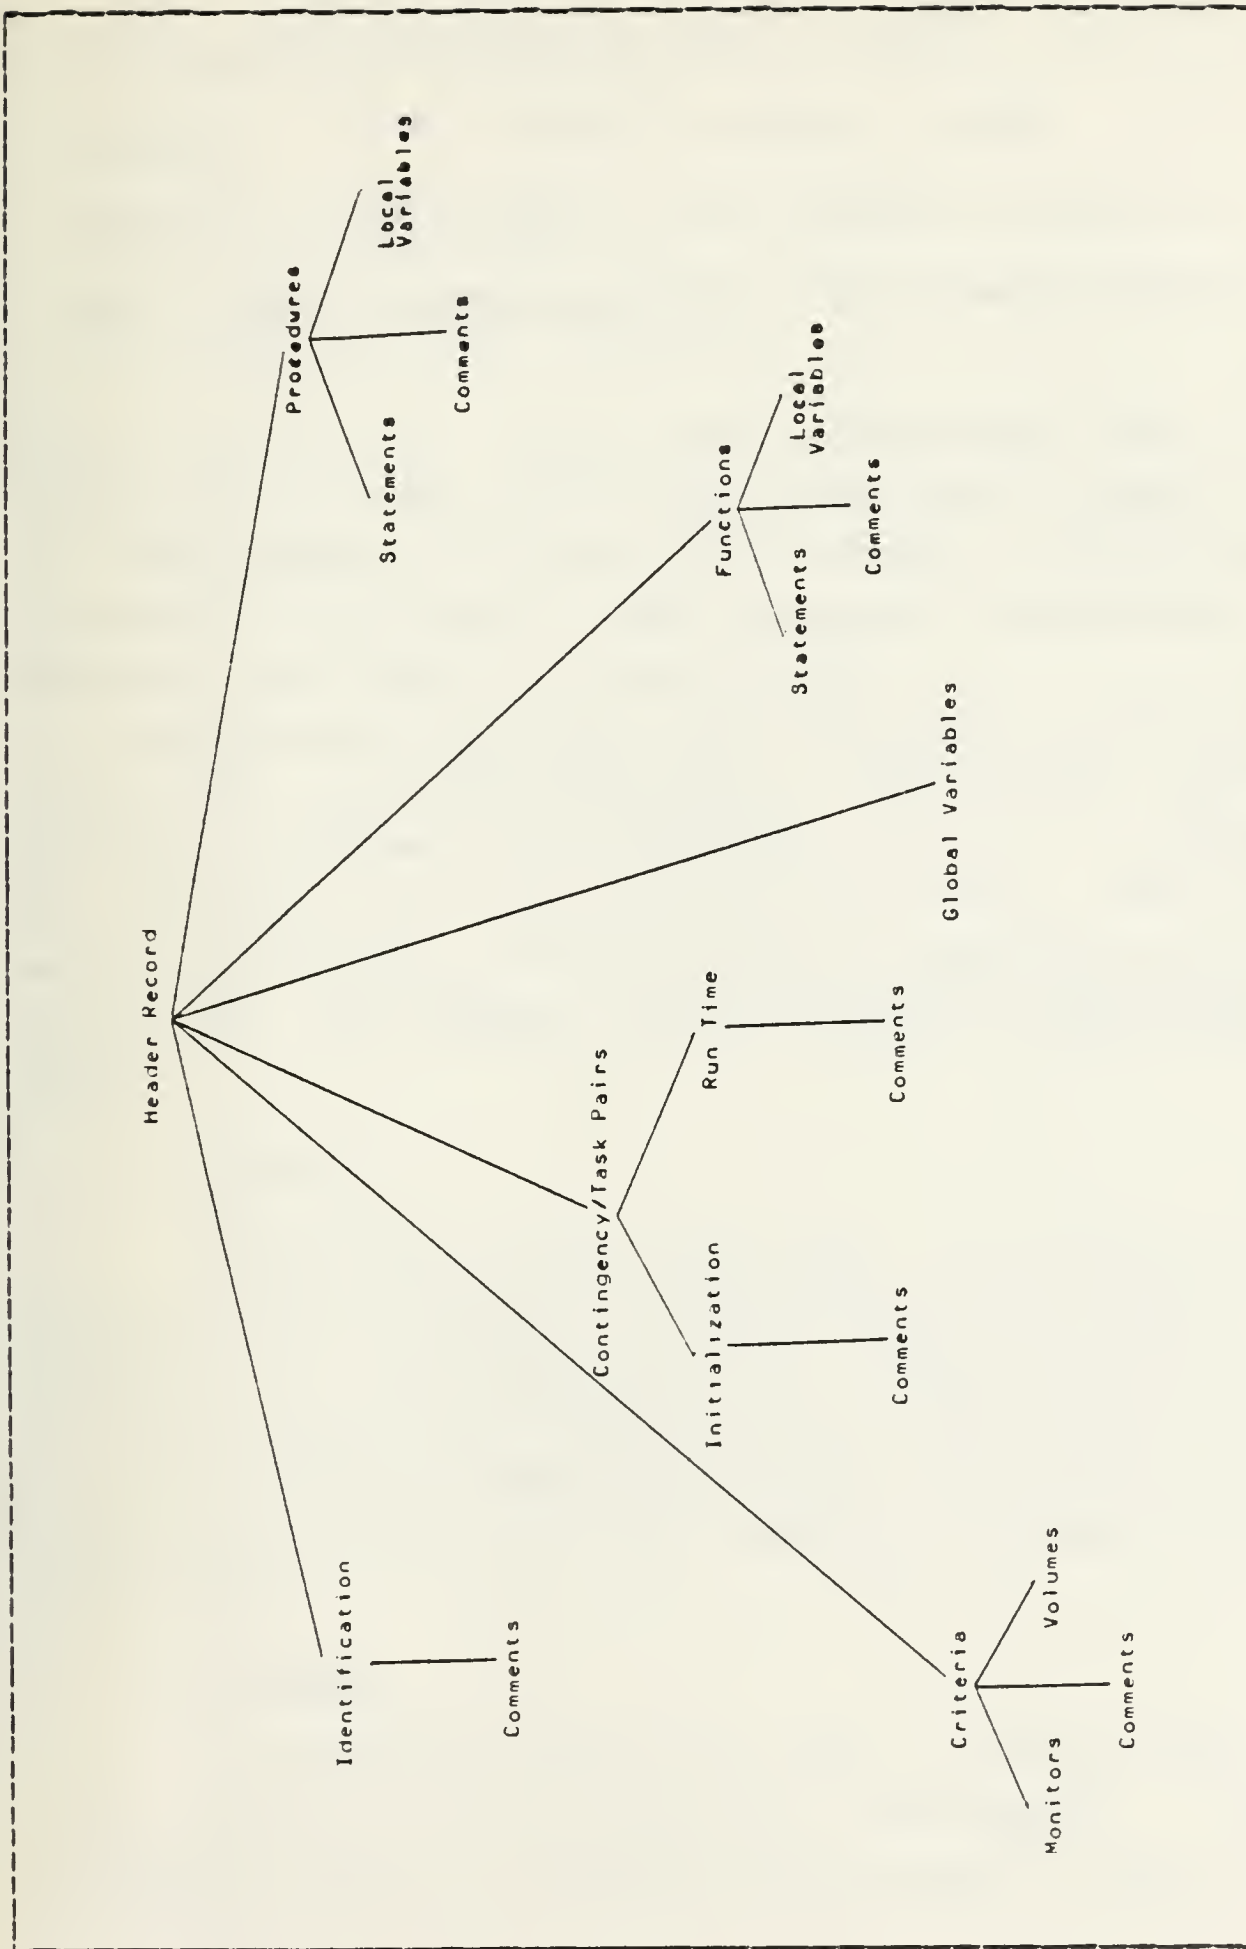 Header Record
Identification
Comments
Procedures
Statements
Comments
Local
Variables
Contingency/Task Pairs
Initialization
Comments
Run Time
Comments
Functions
Statements
Comments
Local
Variables
Criteria
Monitors
Comments
Volumes
Global Variables